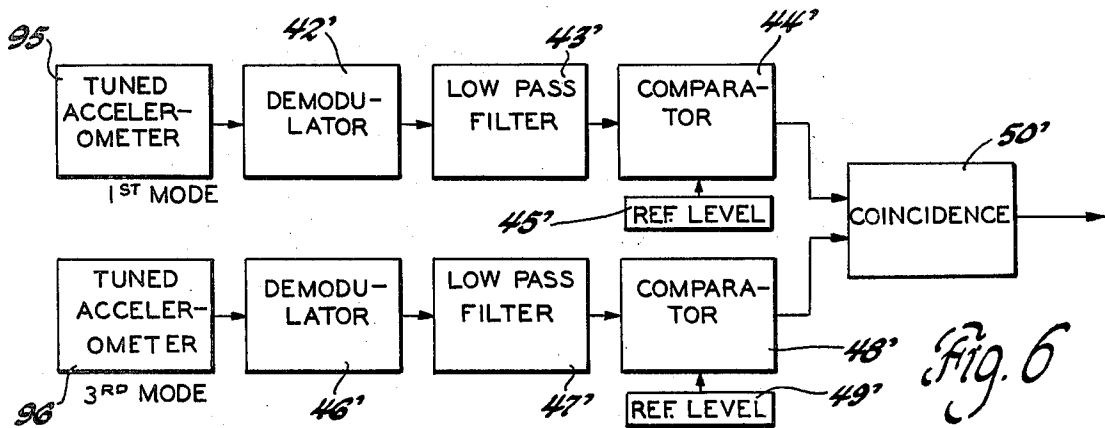 95
42'
43'
44'
TUNED
ACCELER-
OMETER
DEMODU-
LATOR
LOW PASS
FILTER
COMPARA-
TOR
50'
1ST MODE
45'
REF. LEVEL
COINCIDENCE
TUNED
ACCELER-
OMETER
DEMODU-
LATOR
LOW PASS
FILTER
COMPARA-
TOR
96
3RD MODE
46'
47'
48'
REF. LEVEL
49'
Fig. 6